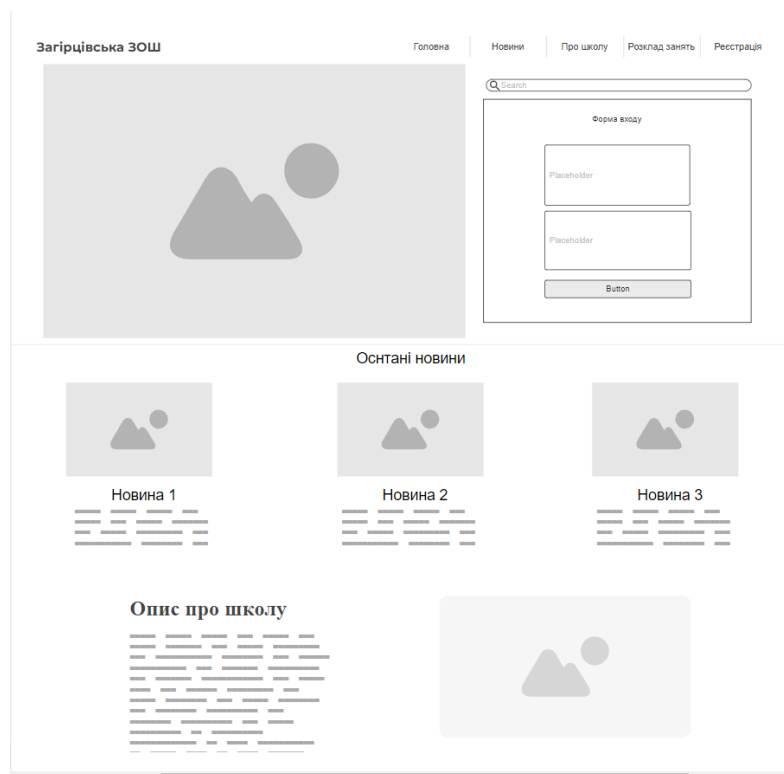 Загірцівська ЗОШ
Головна
Новини
Про школу
Розклад занять
Реєстрація
Search
Форма входу
Placeholder
Placeholder
Button
Оснтані новини
Новина 1
Новина 2
Новина 3
Опис про школу